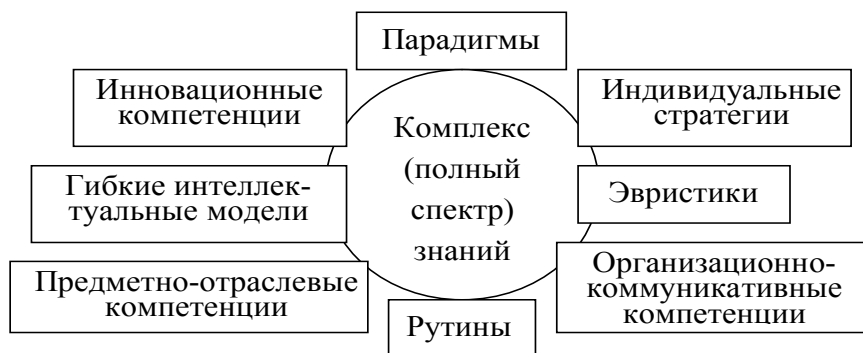 Парадигмы
Инновационные
компетенции
Индивидуальные
стратегии
Комплекс
(полный
спектр)
знаний
Гибкие интеллек-
туальные модели
Эвристики
Предметно-отраслевые
компетенции
Организационно-
коммуникативные
компетенции
Рутины